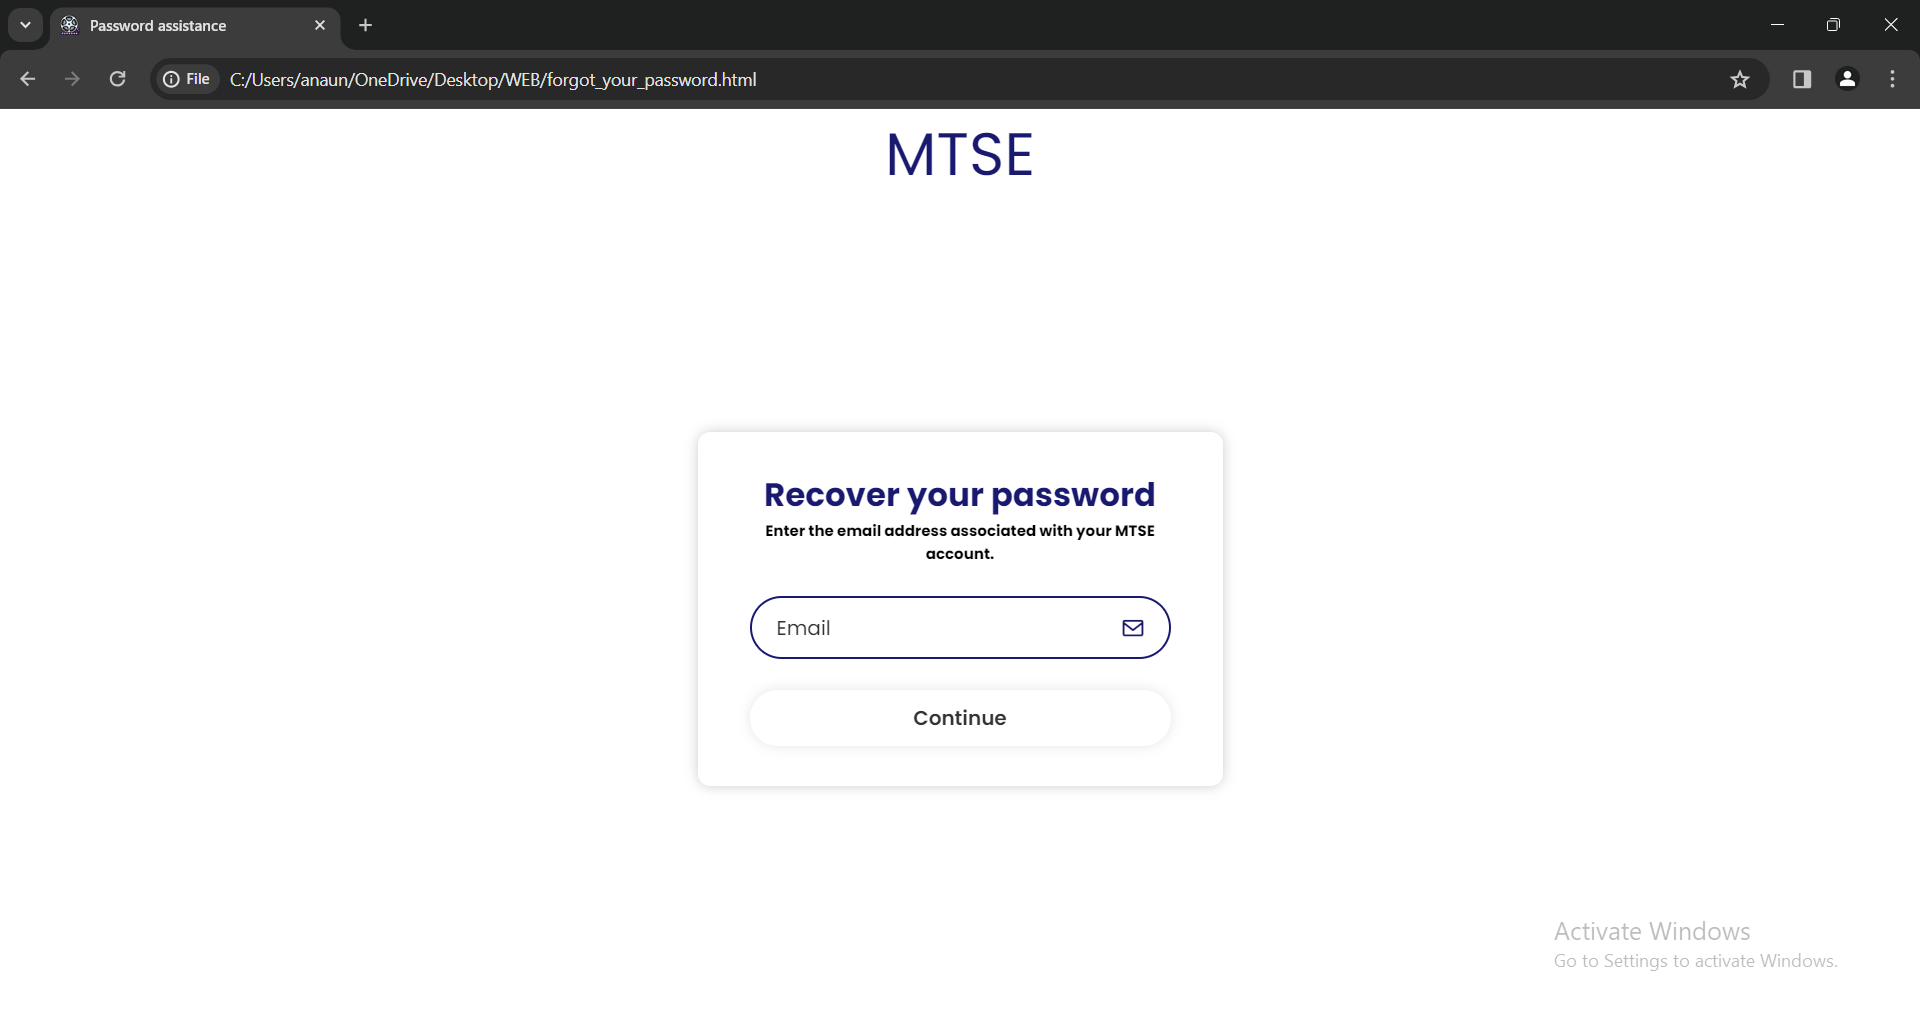 Password assistance
File C:/Users/anaun/OneDrive/Desktop/WEB/forgot_your_password.html
MTSE
Recover your password
Enter the email address associated with your MTSE
account.
Email
Continue
Activate Windows
Go to Settings to activate Windows.